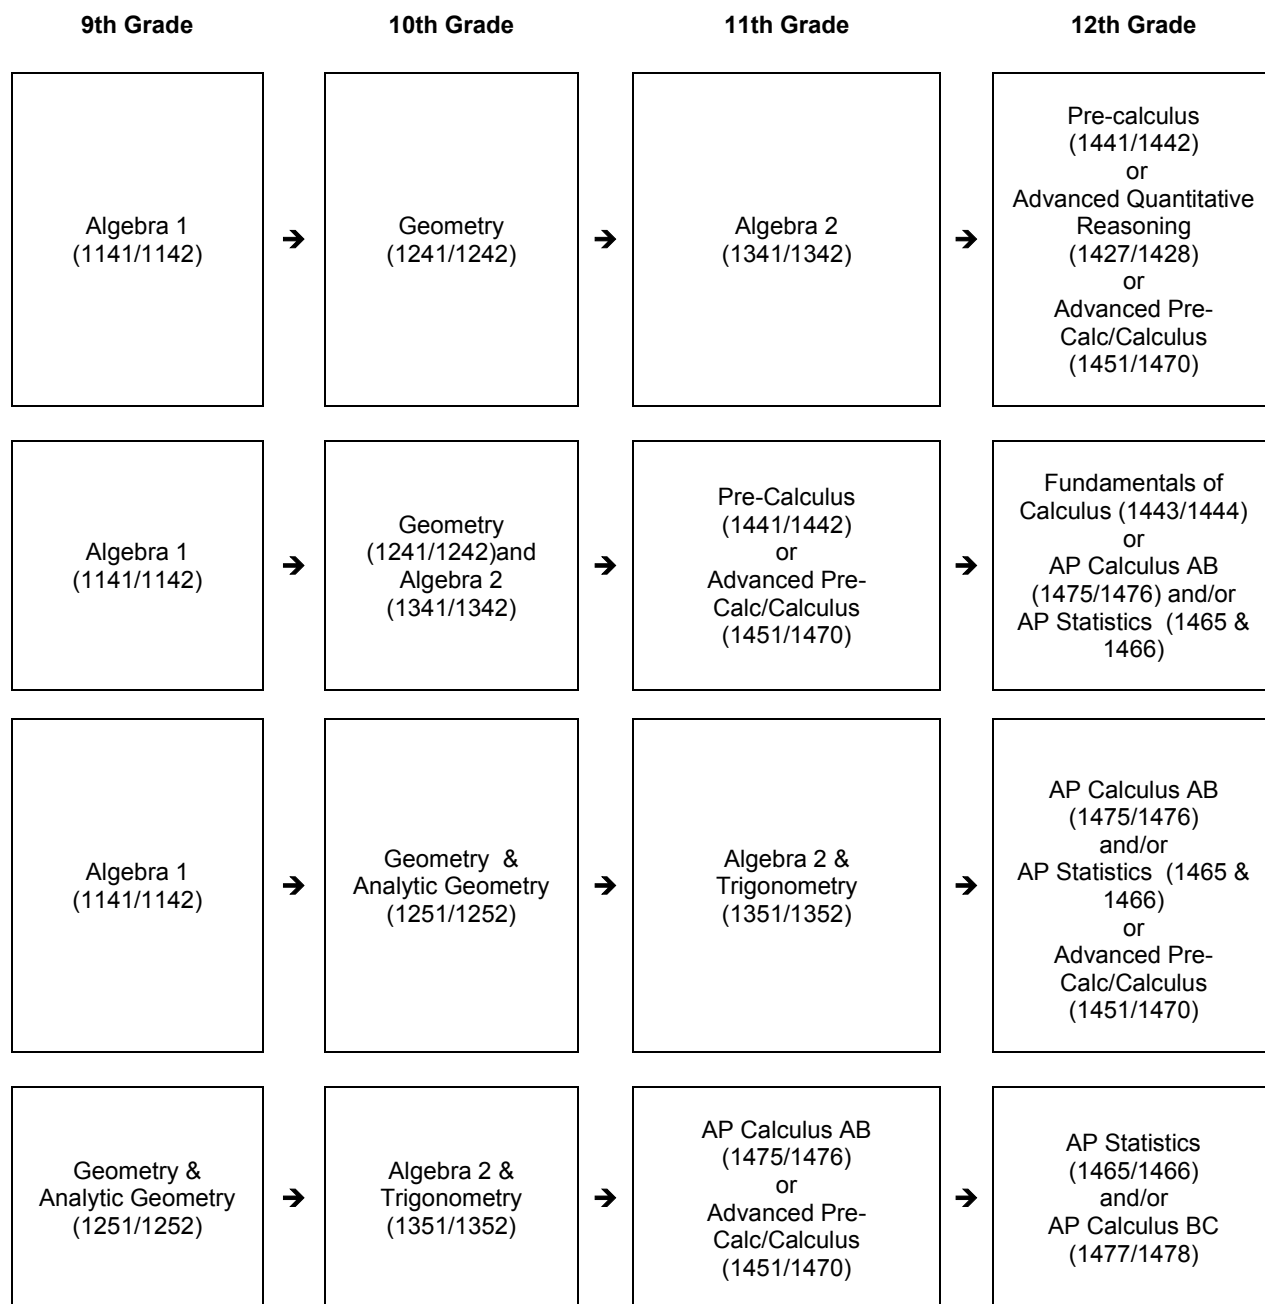 9th Grade
10th Grade
11th Grade
12th Grade
Algebra 1
(1141/1142)
➔
Geometry
(1241/1242)
➔
Algebra 2
(1341/1342)
➔
Pre-calculus
(1441/1442)
or
Advanced Quantitative
Reasoning
(1427/1428)
or
Advanced Pre-
Calc/Calculus
(1451/1470)
Algebra 1
(1141/1142)
➔
Geometry
(1241/1242)and
Algebra 2
(1341/1342)
➔
Pre-Calculus
(1441/1442)
or
Advanced Pre-
Calc/Calculus
(1451/1470)
➔
Fundamentals of
Calculus (1443/1444)
or
AP Calculus AB
(1475/1476) and/or
AP Statistics (1465 &
1466)
Algebra 1
(1141/1142)
➔
Geometry &
Analytic Geometry
(1251/1252)
➔
Algebra 2 &
Trigonometry
(1351/1352)
➔
AP Calculus AB
(1475/1476)
and/or
AP Statistics (1465 &
1466)
or
Advanced Pre-
Calc/Calculus
(1451/1470)
Geometry &
Analytic Geometry
(1251/1252)
➔
Algebra 2 &
Trigonometry
(1351/1352)
➔
AP Calculus AB
(1475/1476)
or
Advanced Pre-
Calc/Calculus
(1451/1470)
➔
AP Statistics
(1465/1466)
and/or
AP Calculus BC
(1477/1478)